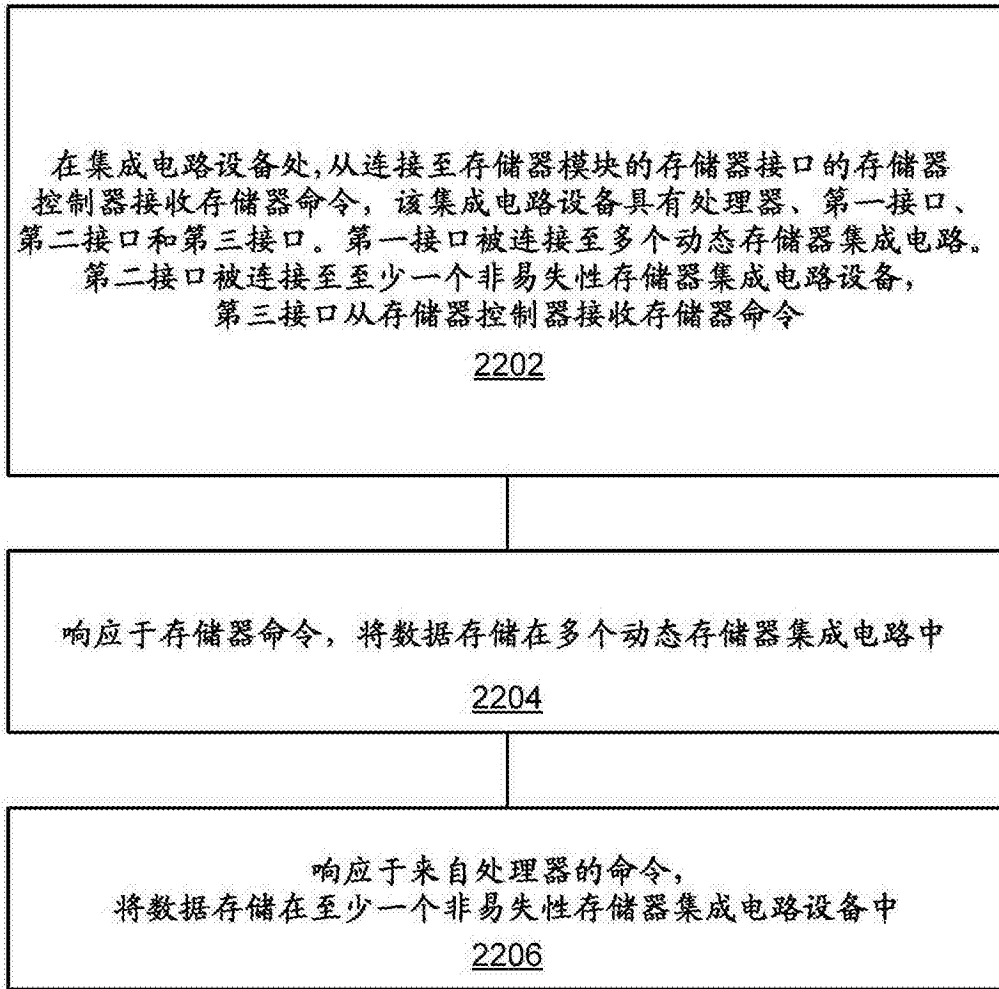 在集成电路设备处,从连接至存储器模块的存储器接口的存储器
控制器接收存储器命令，该集成电路设备具有处理器、第一接口、
第二接口和第三接口。第一接口被连接至多个动态存储器集成电路。
第二接口被连接至至少一个非易失性存储器集成电路设备，
第三接口从存储器控制器接收存储器命令
2202
响应于存储器命令，将数据存储在多个动态存储器集成电路中
2204
响应于来自处理器的命令，
将数据存储在至少一个非易失性存储器集成电路设备中
2206